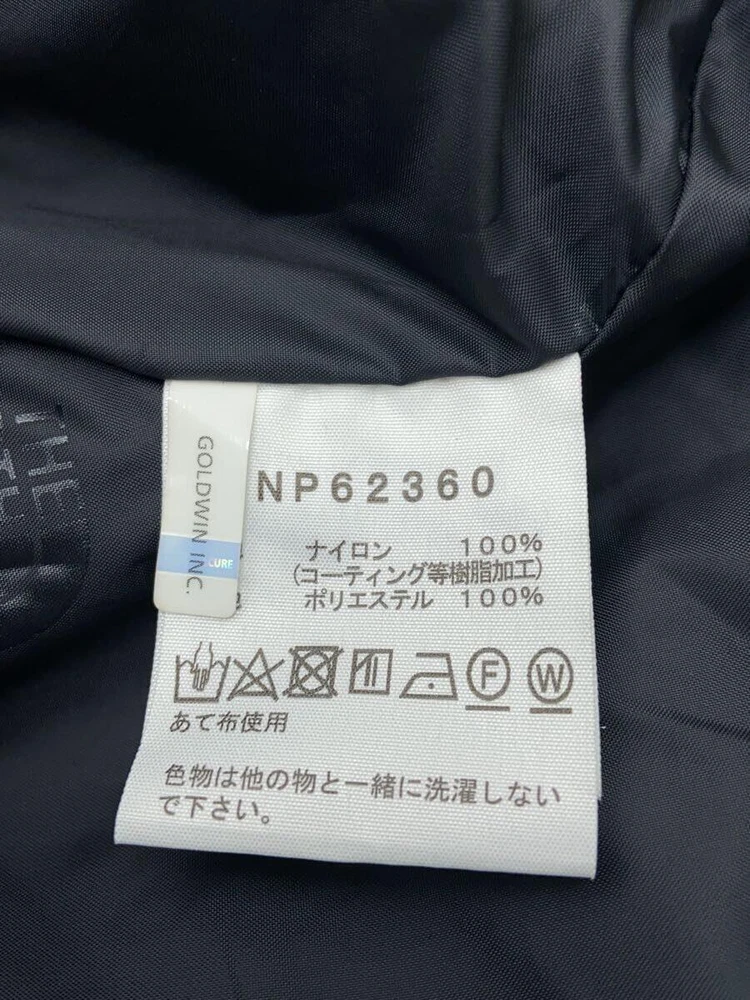 THE
GOLDWIN INC.
CURE
NP62360
ナイロン 100%
(コーティング等樹脂加工)
ポリエステル 100%
F
W
あて布使用
色物は他の物と一緒に洗濯しない
で下さい。